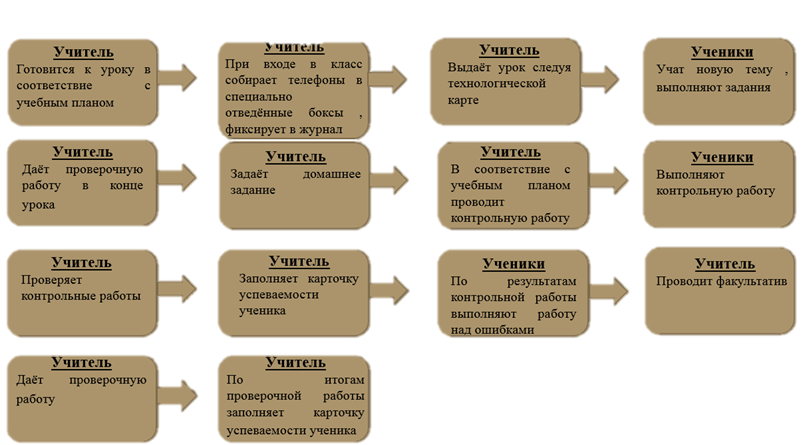 Учитель
Готовится к уроку в
соответствие с
учебным планом
Учитель
При входе в класс
собирает телефоны в
специально
отведённые боксы ,
фиксирует в журнал
Учитель
Выдаёт урок следуя
технологической
карте
Ученики
Учат новую тему ,
выполняют задания
Учитель
Даёт проверочную
работу в конце
урока
Учитель
Задаёт домашнее
задание
Учитель
В соответствие с
учебным планом
проводит
контрольную работу
Ученики
Выполняют
контрольную работу
Учитель
Проверяет
контрольные работы
Учитель
Заполняет карточку
успеваемости
ученика
Ученики
По результатам
контрольной работы
выполняют работу
над ошибками
Учитель
Проводит факультатив
Учитель
Даёт проверочную
работу
Учитель
По итогам
проверочной работы
заполняет карточку
успеваемости ученика